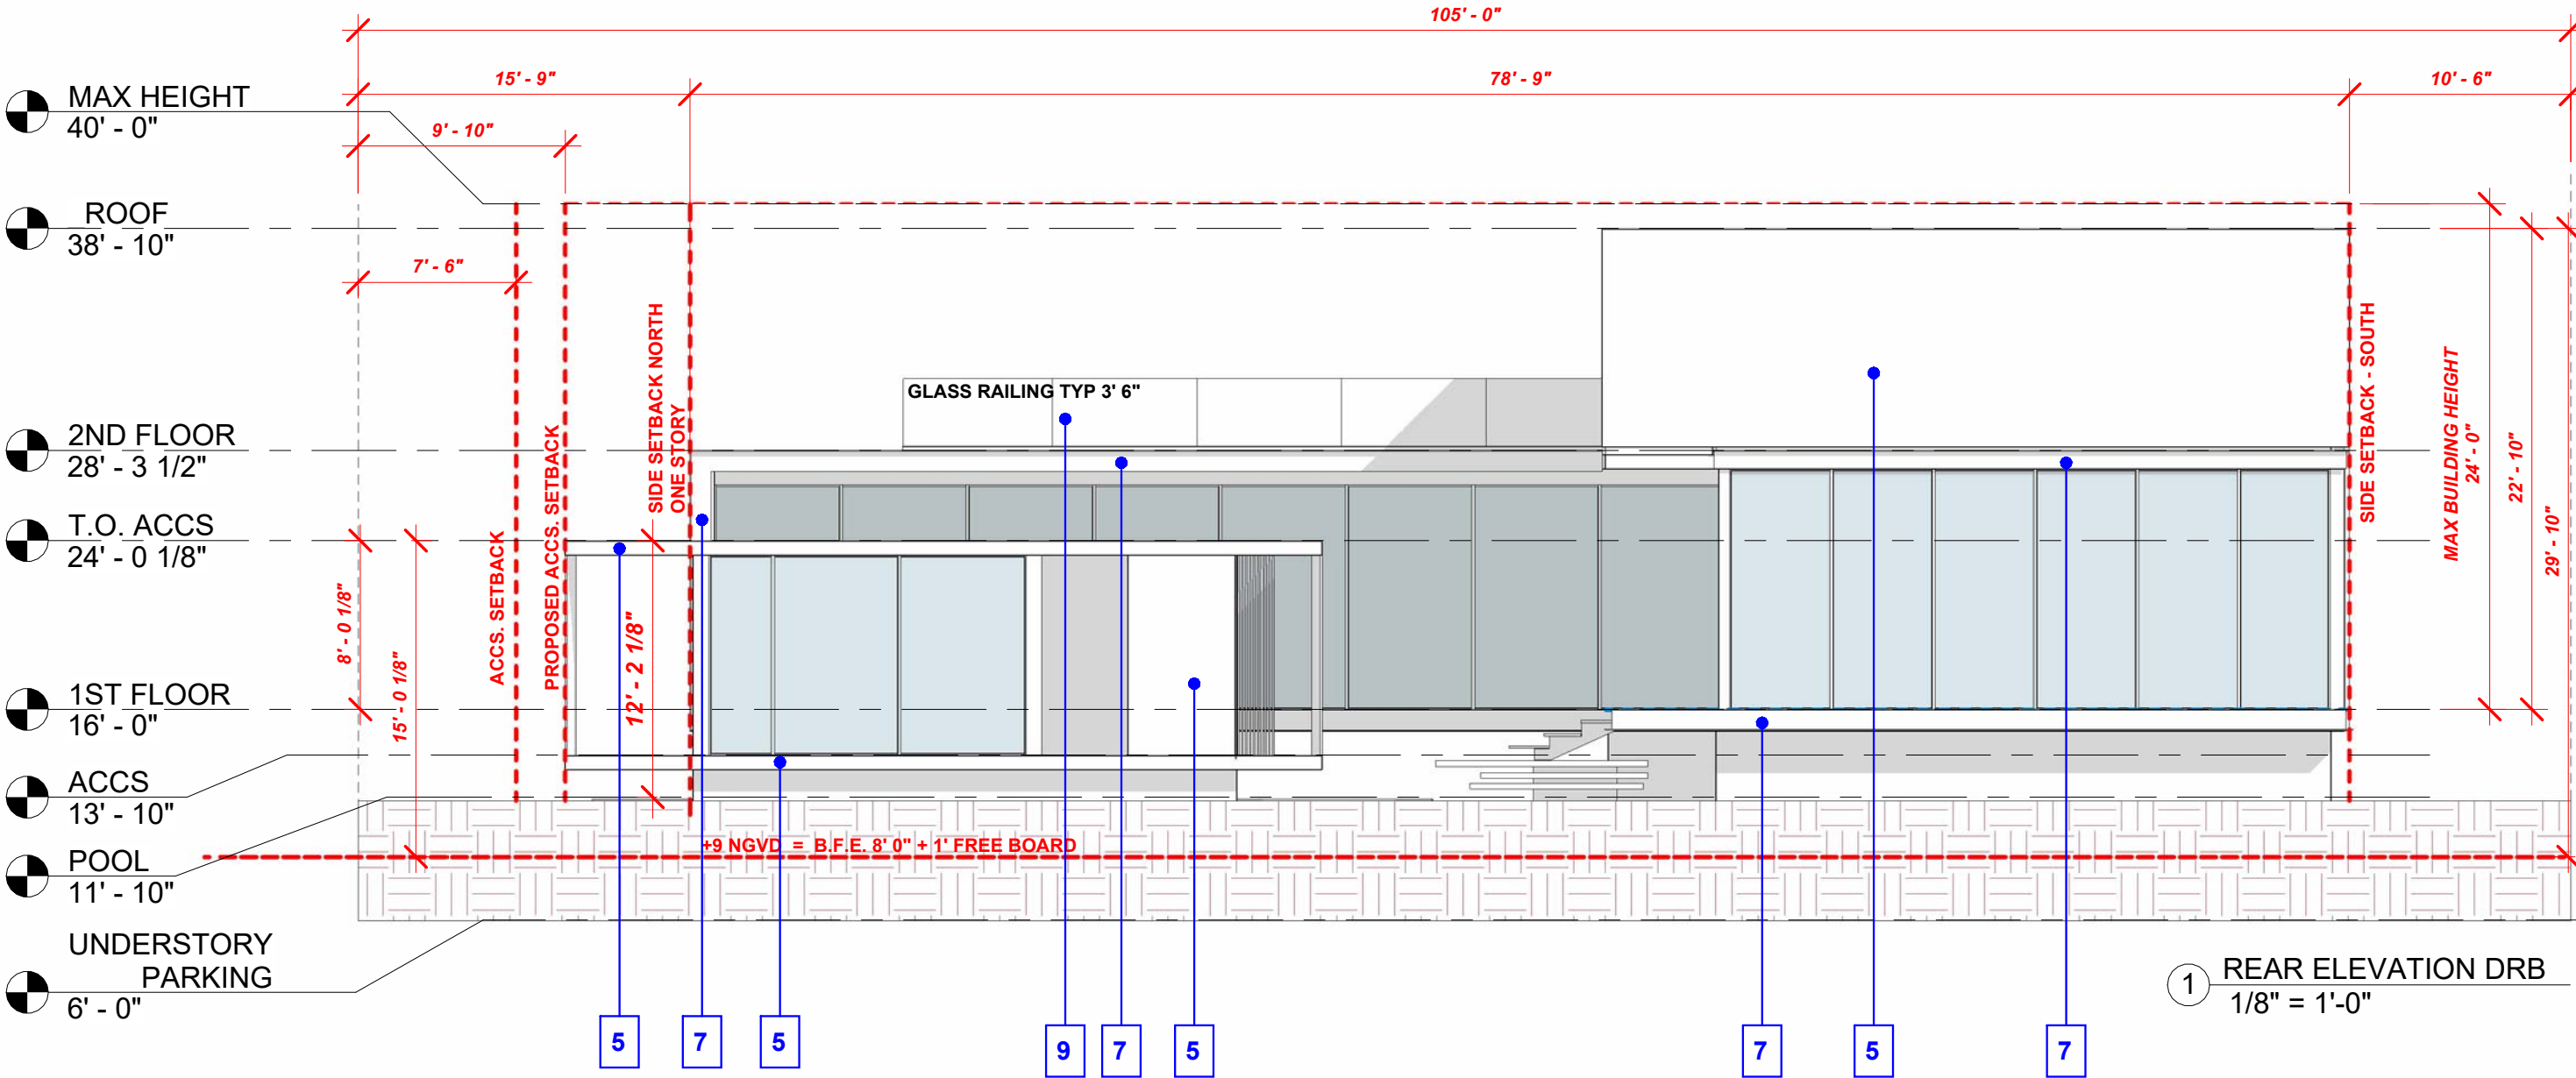 105' - 0"
15' - 9"
78' - 9"
10' - 6"
MAX HEIGHT
40' - 0"
9' - 10"
ROOF
38' - 10"
7' - 6"
SIDE SETBACK NORTH
ONE STORY
SIDE SETBACK - SOUTH
MAX BUILDING HEIGHT
24' - 0"
22' - 10"
29' - 10"
GLASS RAILING TYP 3' 6"
2ND FLOOR
28' - 3 1/2"
T.O. ACCS
24' - 0 1/8"
ACCS. SETBACK
PROPOSED ACCS. SETBACK
8' - 0 1/8"
15' - 0 1/8"
12' - 2 1/8"
1ST FLOOR
16' - 0"
ACCS
13' - 10"
POOL
11' - 10"
+9 NGVD = B.F.E. 8' 0" + 1' FREE BOARD
UNDERSTORY
PARKING
6' - 0"
1 REAR ELEVATION DRB
1/8" = 1'-0"
5
7
5
9
7
5
7
5
7